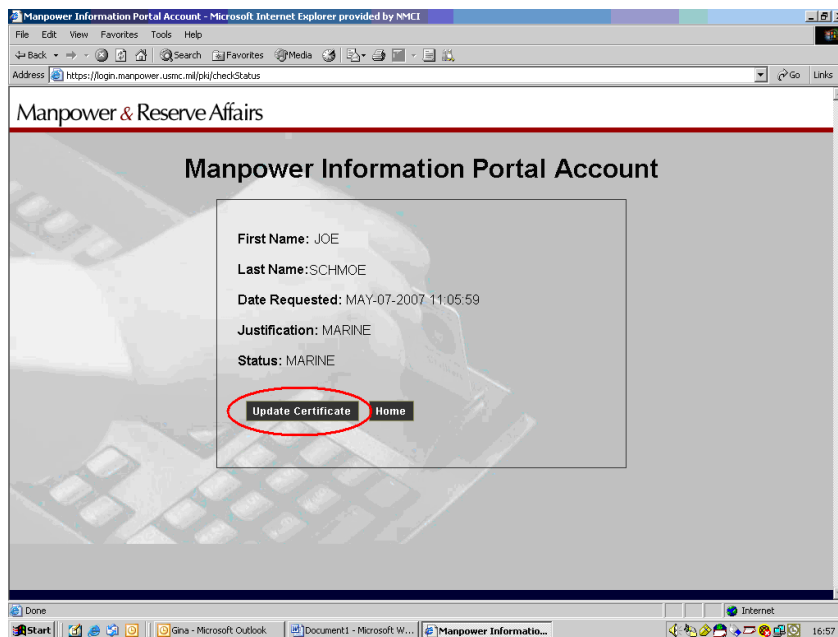 Manpower Information Portal Account - Microsoft Internet Explorer provided by NMCI
File Edit View Favorites Tools Help
Back Search Favorites Media
Address https://login.manpower.usmc.mil/pki/checkStatus Go Links
Manpower & Reserve Affairs
Manpower Information Portal Account
First Name: JOE
Last Name:SCHMOE
Date Requested: MAY-07-2007 11:05:59
Justification: MARINE
Status: MARINE
Update Certificate Home
Done Internet
Start Gina - Microsoft Outlook Document1 - Microsoft W... Manpower Informatio... 16:57